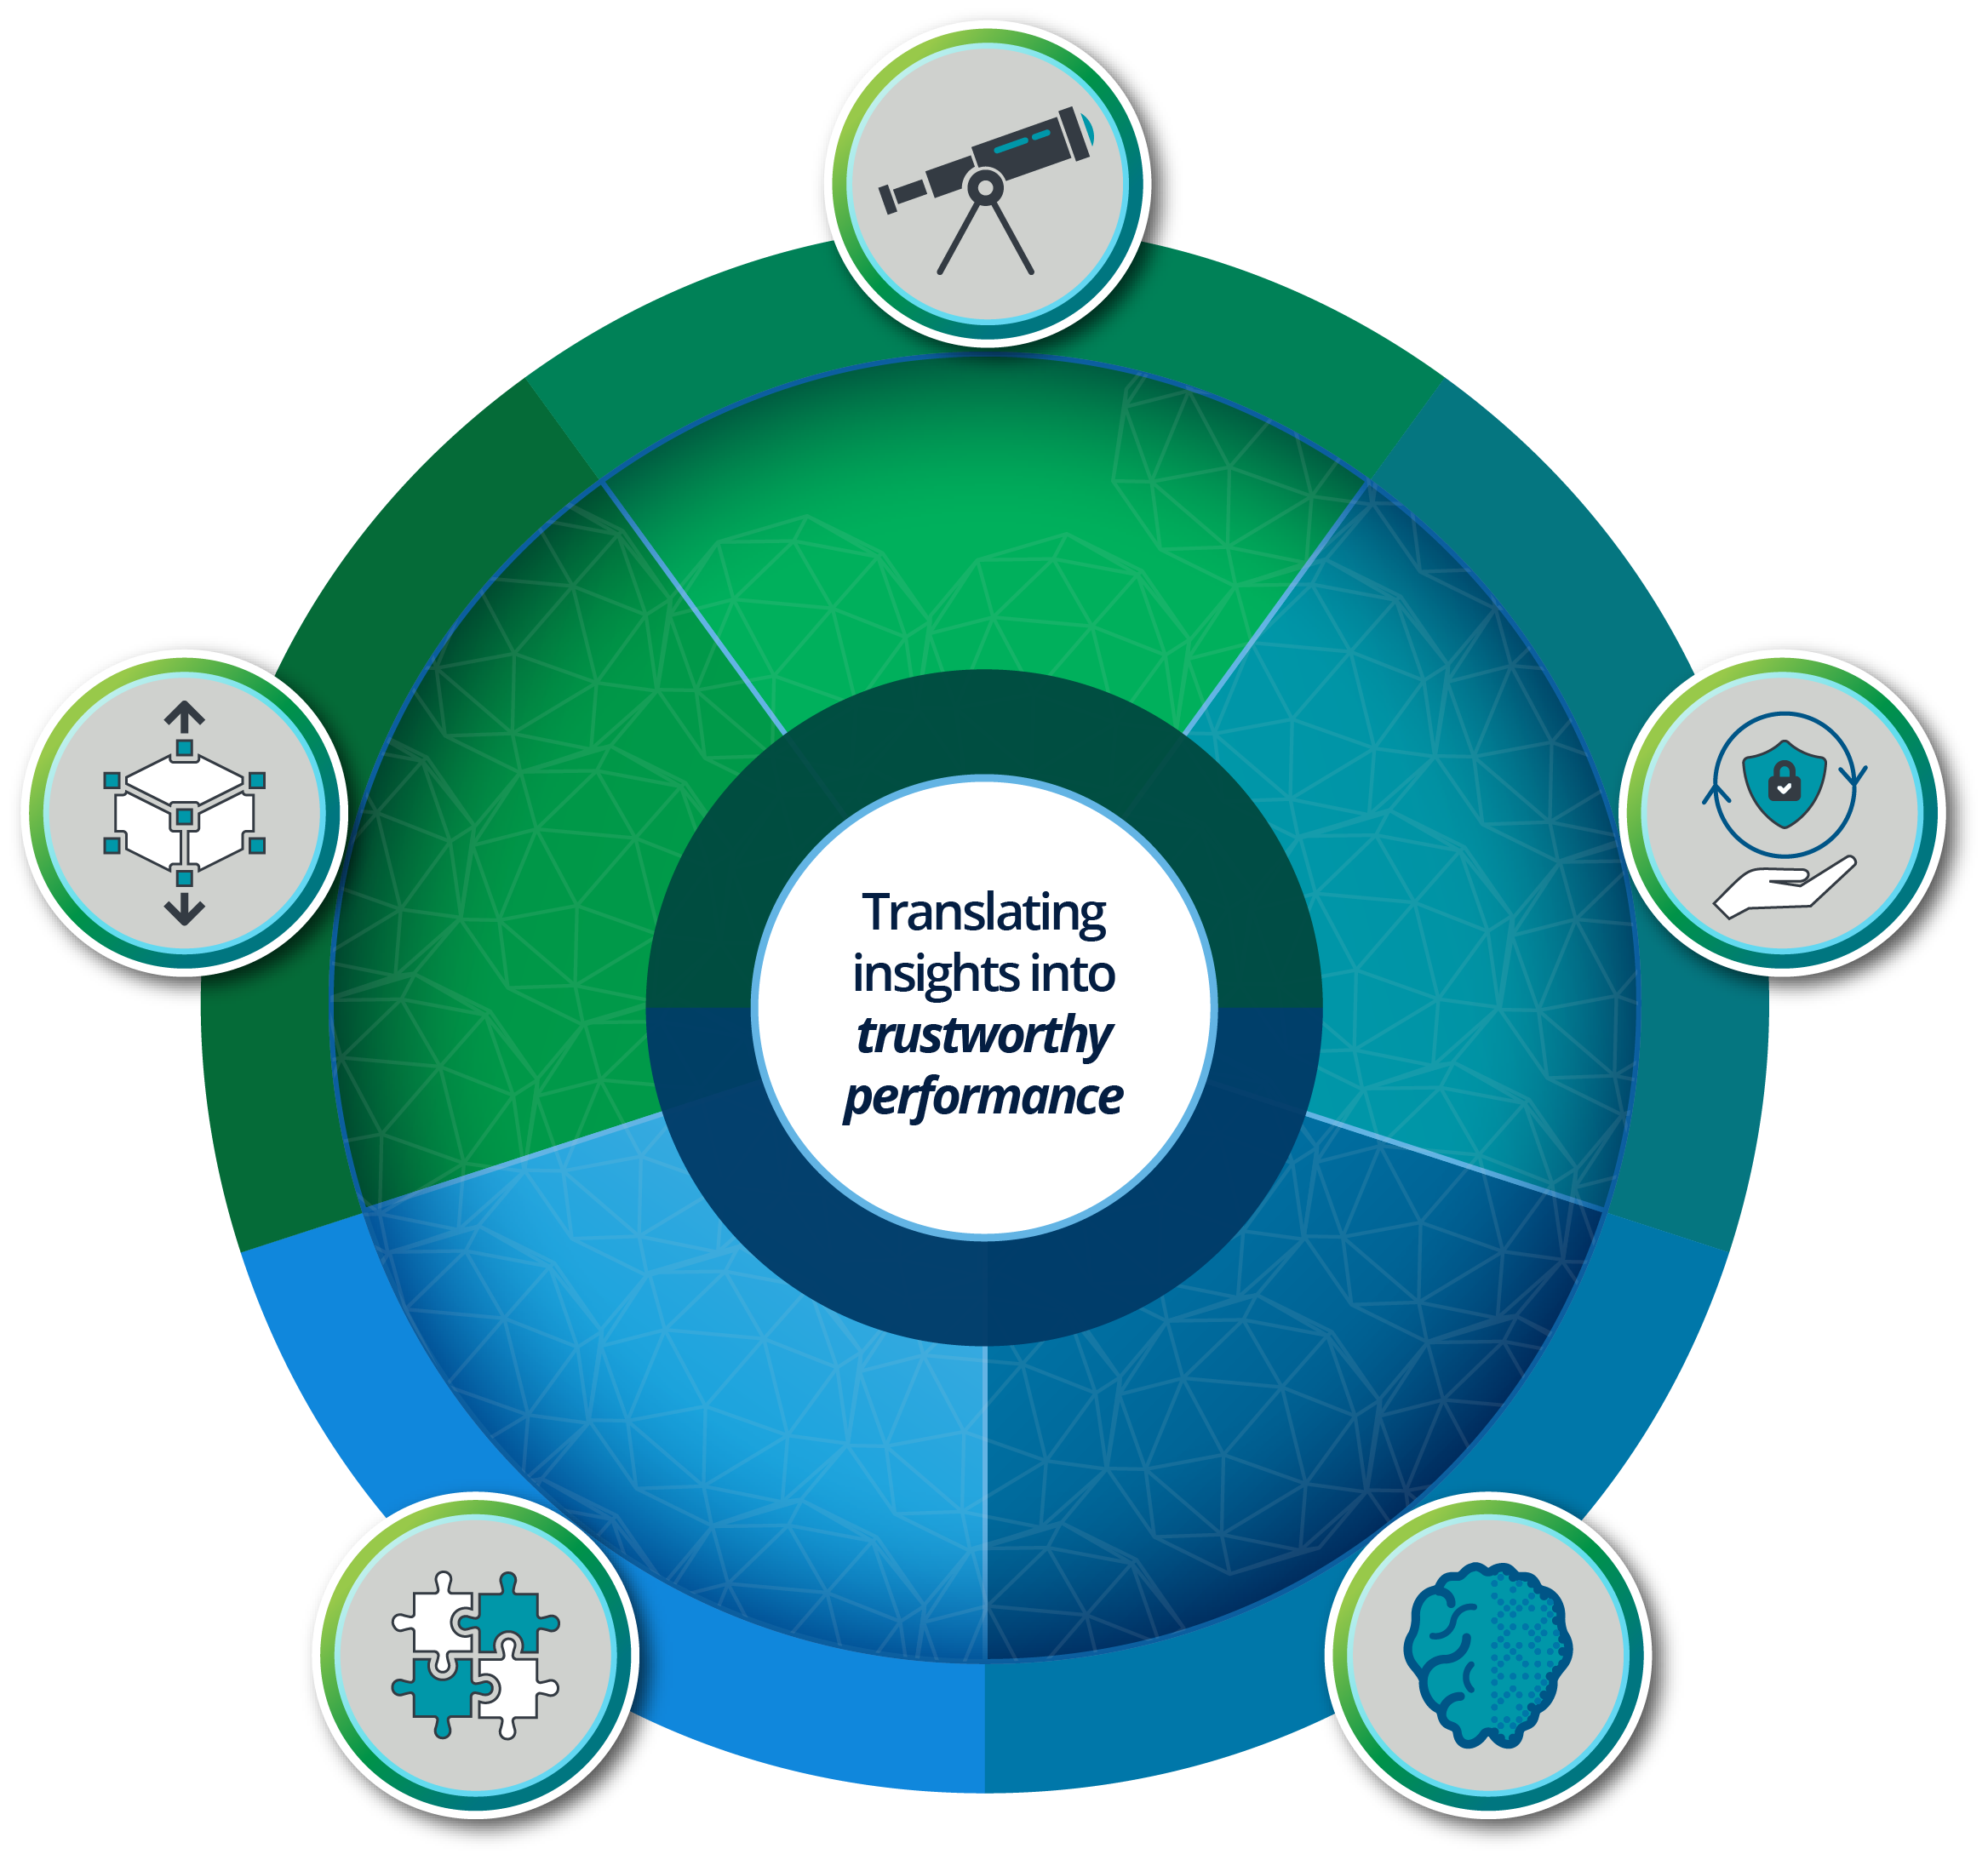 Translating
insights into
trustworthy
performance